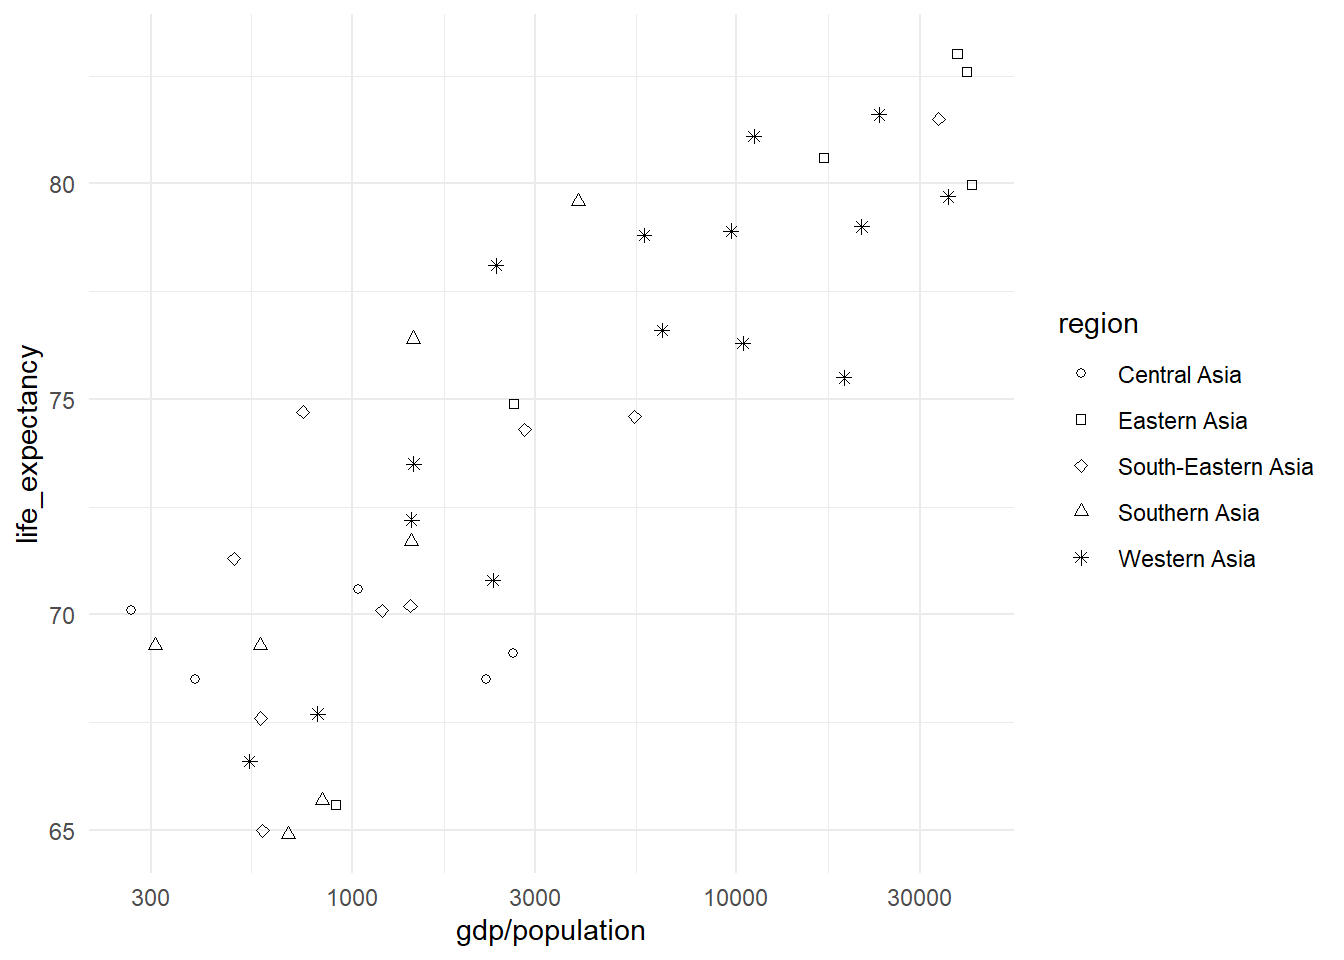 80
75
70
65
life_expectancy
300 1000 3000 10000 30000
gdp/population
region
Central Asia
Eastern Asia
South-Eastern Asia
Southern Asia
Western Asia